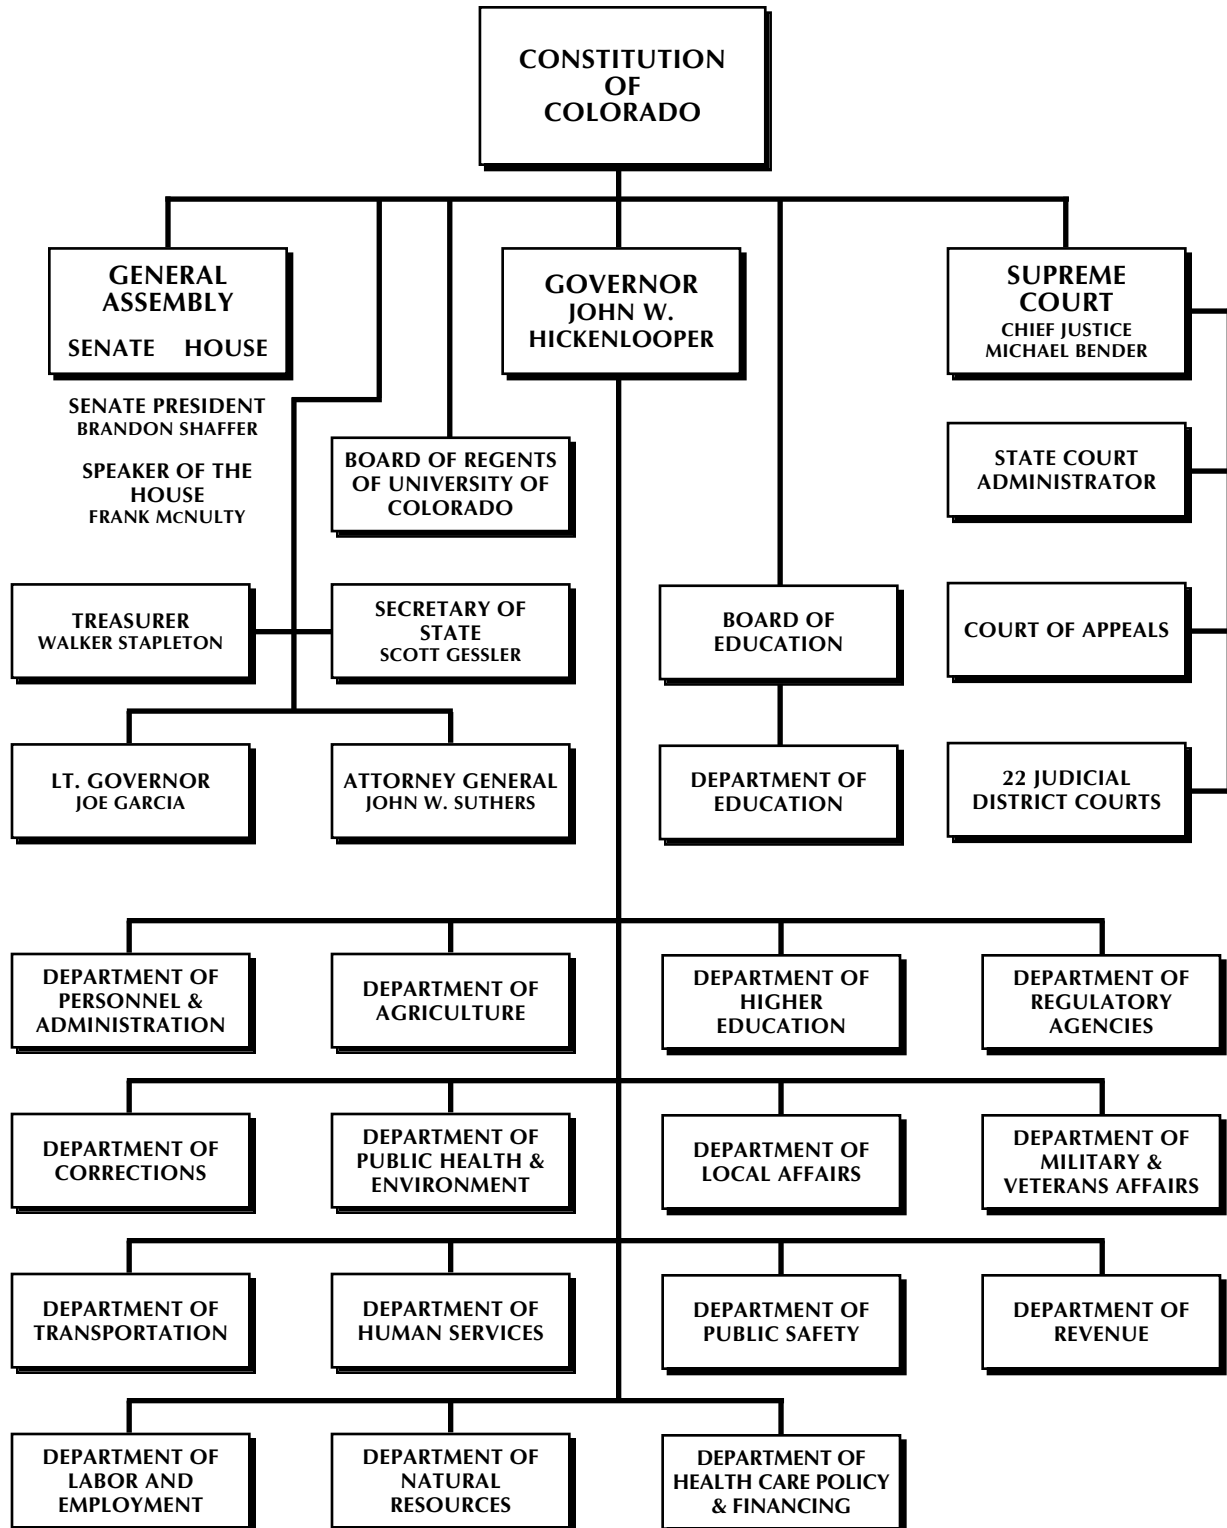 CONSTITUTION
OF
COLORADO
GENERAL
ASSEMBLY
SENATE HOUSE
SENATE PRESIDENT
BRANDON SHAFFER
SPEAKER OF THE
HOUSE
FRANK McNULTY
GOVERNOR
JOHN W.
HICKENLOOPER
SUPREME
COURT
CHIEF JUSTICE
MICHAEL BENDER
BOARD OF REGENTS
OF UNIVERSITY OF
COLORADO
STATE COURT
ADMINISTRATOR
TREASURER
WALKER STAPLETON
SECRETARY OF
STATE
SCOTT GESSLER
BOARD OF
EDUCATION
COURT OF APPEALS
LT. GOVERNOR
JOE GARCIA
ATTORNEY GENERAL
JOHN W. SUTHERS
DEPARTMENT OF
EDUCATION
22 JUDICIAL
DISTRICT COURTS
DEPARTMENT OF
PERSONNEL &
ADMINISTRATION
DEPARTMENT OF
AGRICULTURE
DEPARTMENT OF
HIGHER
EDUCATION
DEPARTMENT OF
REGULATORY
AGENCIES
DEPARTMENT OF
CORRECTIONS
DEPARTMENT OF
PUBLIC HEALTH &
ENVIRONMENT
DEPARTMENT OF
LOCAL AFFAIRS
DEPARTMENT OF
MILITARY &
VETERANS AFFAIRS
DEPARTMENT OF
TRANSPORTATION
DEPARTMENT OF
HUMAN SERVICES
DEPARTMENT OF
PUBLIC SAFETY
DEPARTMENT OF
REVENUE
DEPARTMENT OF
LABOR AND
EMPLOYMENT
DEPARTMENT OF
NATURAL
RESOURCES
DEPARTMENT OF
HEALTH CARE POLICY
& FINANCING